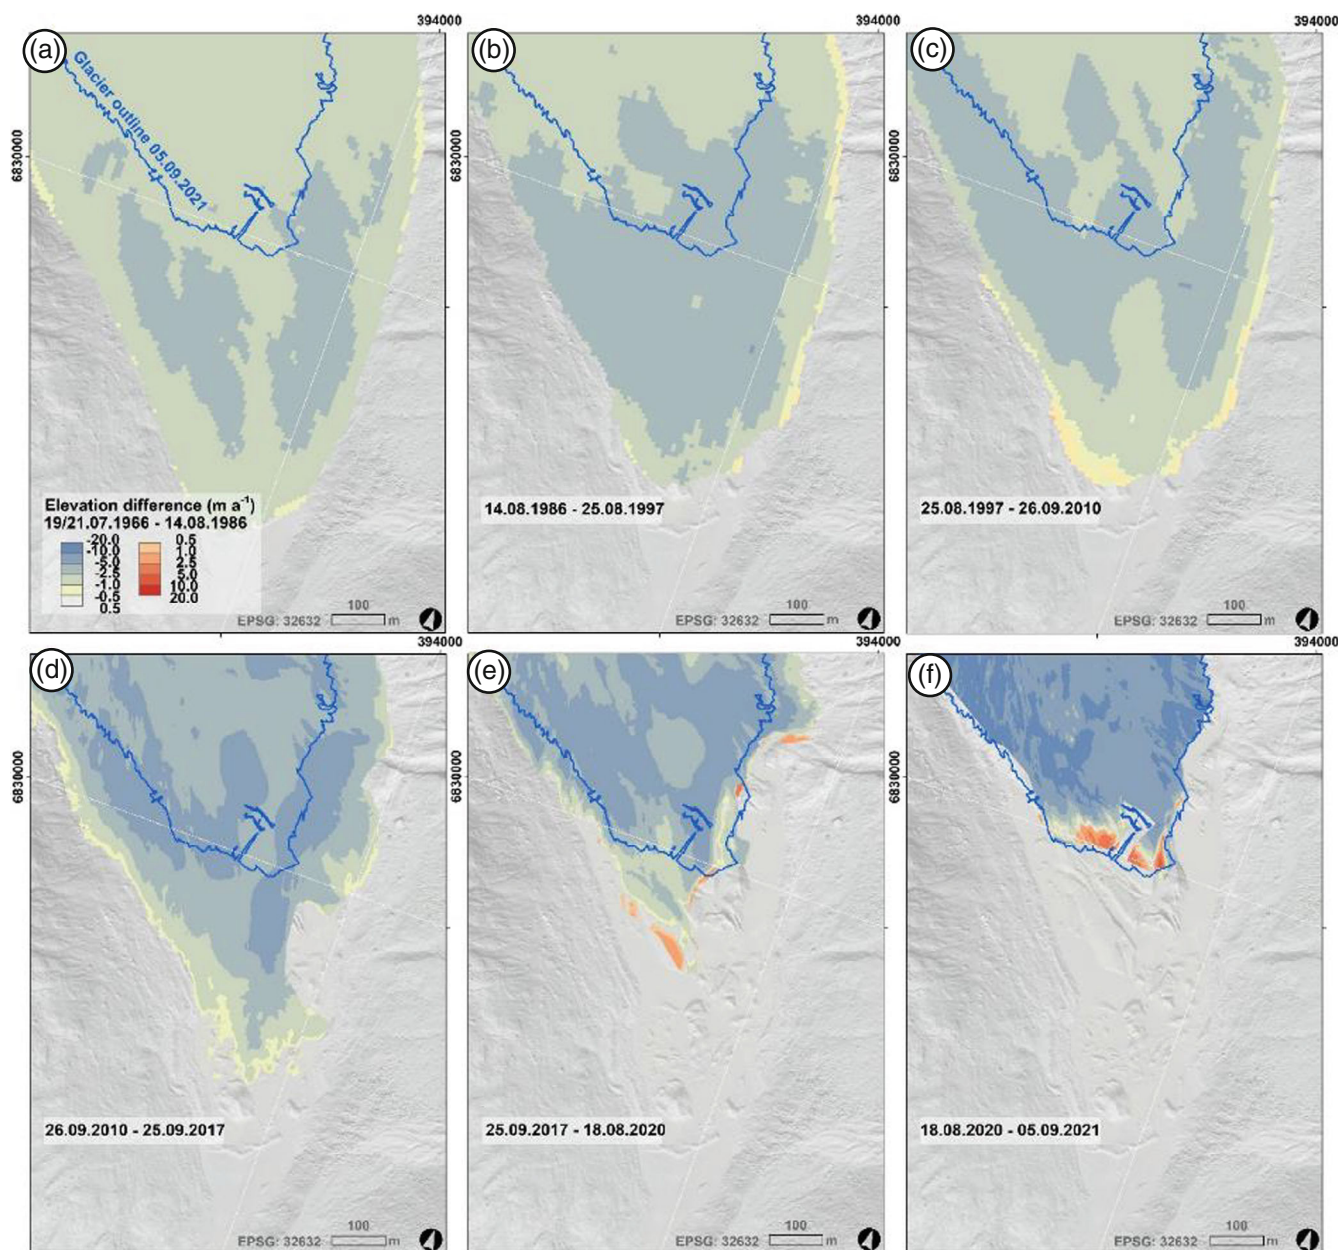 394000
394000
394000
(a)
(b)
(c)
Glacier outline 05.09.2021
6830000
6830000
6830000
Elevation difference (m a⁻¹)
19/21.07.1966 - 14.08.1986
-20.0
-10.0
-5.0
-2.5
-1.0
-0.5
0.5
0.5
1.0
2.5
5.0
10.0
20.0
14.08.1986 - 25.08.1997
25.08.1997 - 26.09.2010
100
EPSG: 32632 m
100
EPSG: 32632 m
100
EPSG: 32632 m
394000
394000
394000
(d)
(e)
(f)
6830000
6830000
6830000
26.09.2010 - 25.09.2017
25.09.2017 - 18.08.2020
18.08.2020 - 05.09.2021
100
EPSG: 32632 m
100
EPSG: 32632 m
100
EPSG: 32632 m